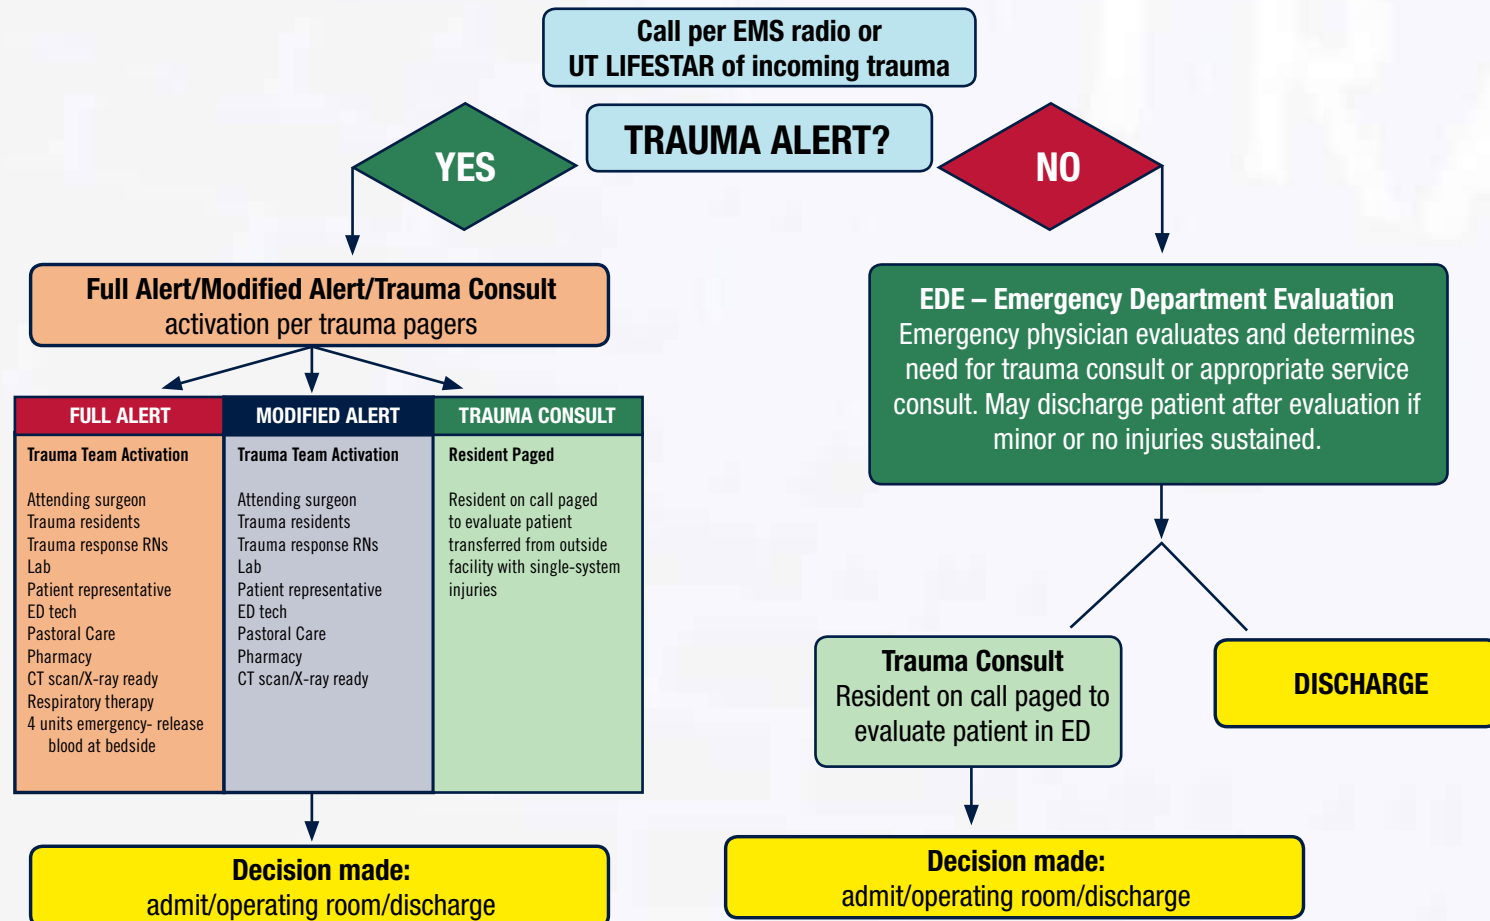 Call per EMS radio or
UT LIFESTAR of incoming trauma
TRAUMA ALERT?
YES
NO
Full Alert/Modified Alert/Trauma Consult
activation per trauma pagers
FULL ALERT
Trauma Team Activation
Attending surgeon
Trauma residents
Trauma response RNs
Lab
Patient representative
ED tech
Pastoral Care
Pharmacy
CT scan/X-ray ready
Respiratory therapy
4 units emergency- release
blood at bedside
MODIFIED ALERT
Trauma Team Activation
Attending surgeon
Trauma residents
Trauma response RNs
Lab
Patient representative
ED tech
Pastoral Care
Pharmacy
CT scan/X-ray ready
TRAUMA CONSULT
Resident Paged
Resident on call paged
to evaluate patient
transferred from outside
facility with single-system
injuries
Decision made:
admit/operating room/discharge
EDE – Emergency Department Evaluation
Emergency physician evaluates and determines
need for trauma consult or appropriate service
consult. May discharge patient after evaluation if
minor or no injuries sustained.
Trauma Consult
Resident on call paged to
evaluate patient in ED
DISCHARGE
Decision made:
admit/operating room/discharge